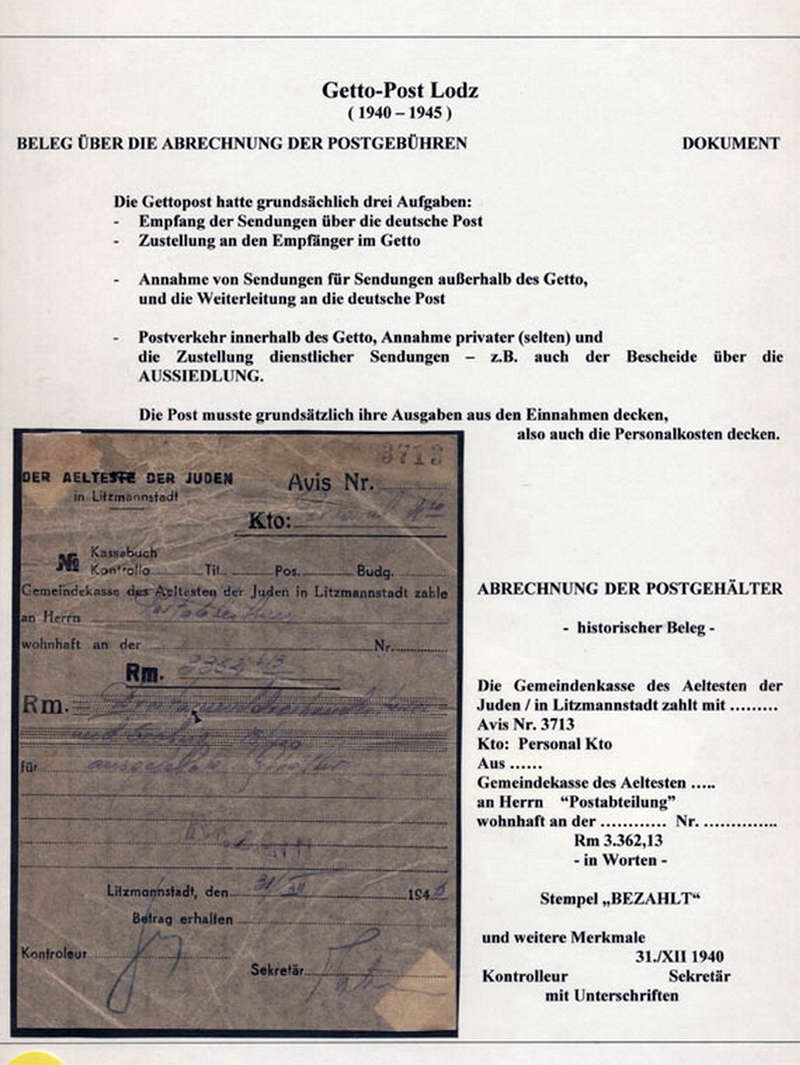 Getto-Post Lodz
( 1940 – 1945 )
BELEG ÜBER DIE ABRECHNUNG DER POSTGEBÜHREN DOKUMENT
Die Gettopost hatte grundsächlich drei Aufgaben:
- Empfang der Sendungen über die deutsche Post
- Zustellung an den Empfänger im Getto
- Annahme von Sendungen für Sendungen außerhalb des Getto,
und die Weiterleitung an die deutsche Post
- Postverkehr innerhalb des Getto, Annahme privater (selten) und
die Zustellung dienstlicher Sendungen – z.B. auch der Bescheide über die
AUSSIEDLUNG.
Die Post musste grundsätzlich ihre Ausgaben aus den Einnahmen decken,
also auch die Personalkosten decken.
3713
DER AELTESTE DER JUDEN
in Litzmannstadt
Avis Nr.
Kto:
№ Kassabuch
Kontrollo Tit. Pos. Budg.
Gemeindekasse des Aeltesten der Juden in Litzmannstadt zahle
an Herrn
wohnhaft an der Nr.
Rm.
Rm.
für
Litzmannstadt, den 31/XII 194
Betrag erhalten
Kontroleur
Sekretär
ABRECHNUNG DER POSTGEHÄLTER
- historischer Beleg -
Die Gemeindenkasse des Aeltesten der
Juden / in Litzmannstadt zahlt mit .........
Avis Nr. 3713
Kto: Personal Kto
Aus ......
Gemeindekasse des Aeltesten .....
an Herrn “Postabteilung”
wohnhaft an der ............ Nr. .............
Rm 3.362,13
- in Worten -
Stempel „BEZAHLT“
und weitere Merkmale
31./XII 1940
Kontrolleur Sekretär
mit Unterschriften